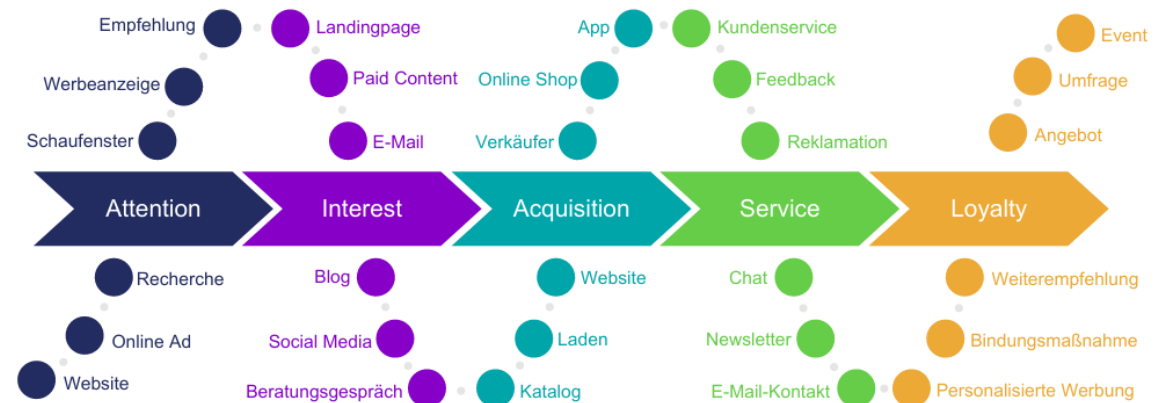 Empfehlung
Landingpage
App
Kundenservice
Event
Werbeanzeige
Paid Content
Online Shop
Feedback
Umfrage
Schaufenster
E-Mail
Verkäufer
Reklamation
Angebot
Attention
Interest
Acquisition
Service
Loyalty
Recherche
Blog
Website
Chat
Weiterempfehlung
Online Ad
Social Media
Laden
Newsletter
Bindungsmaßnahme
Website
Beratungsgespräch
Katalog
E-Mail-Kontakt
Personalisierte Werbung